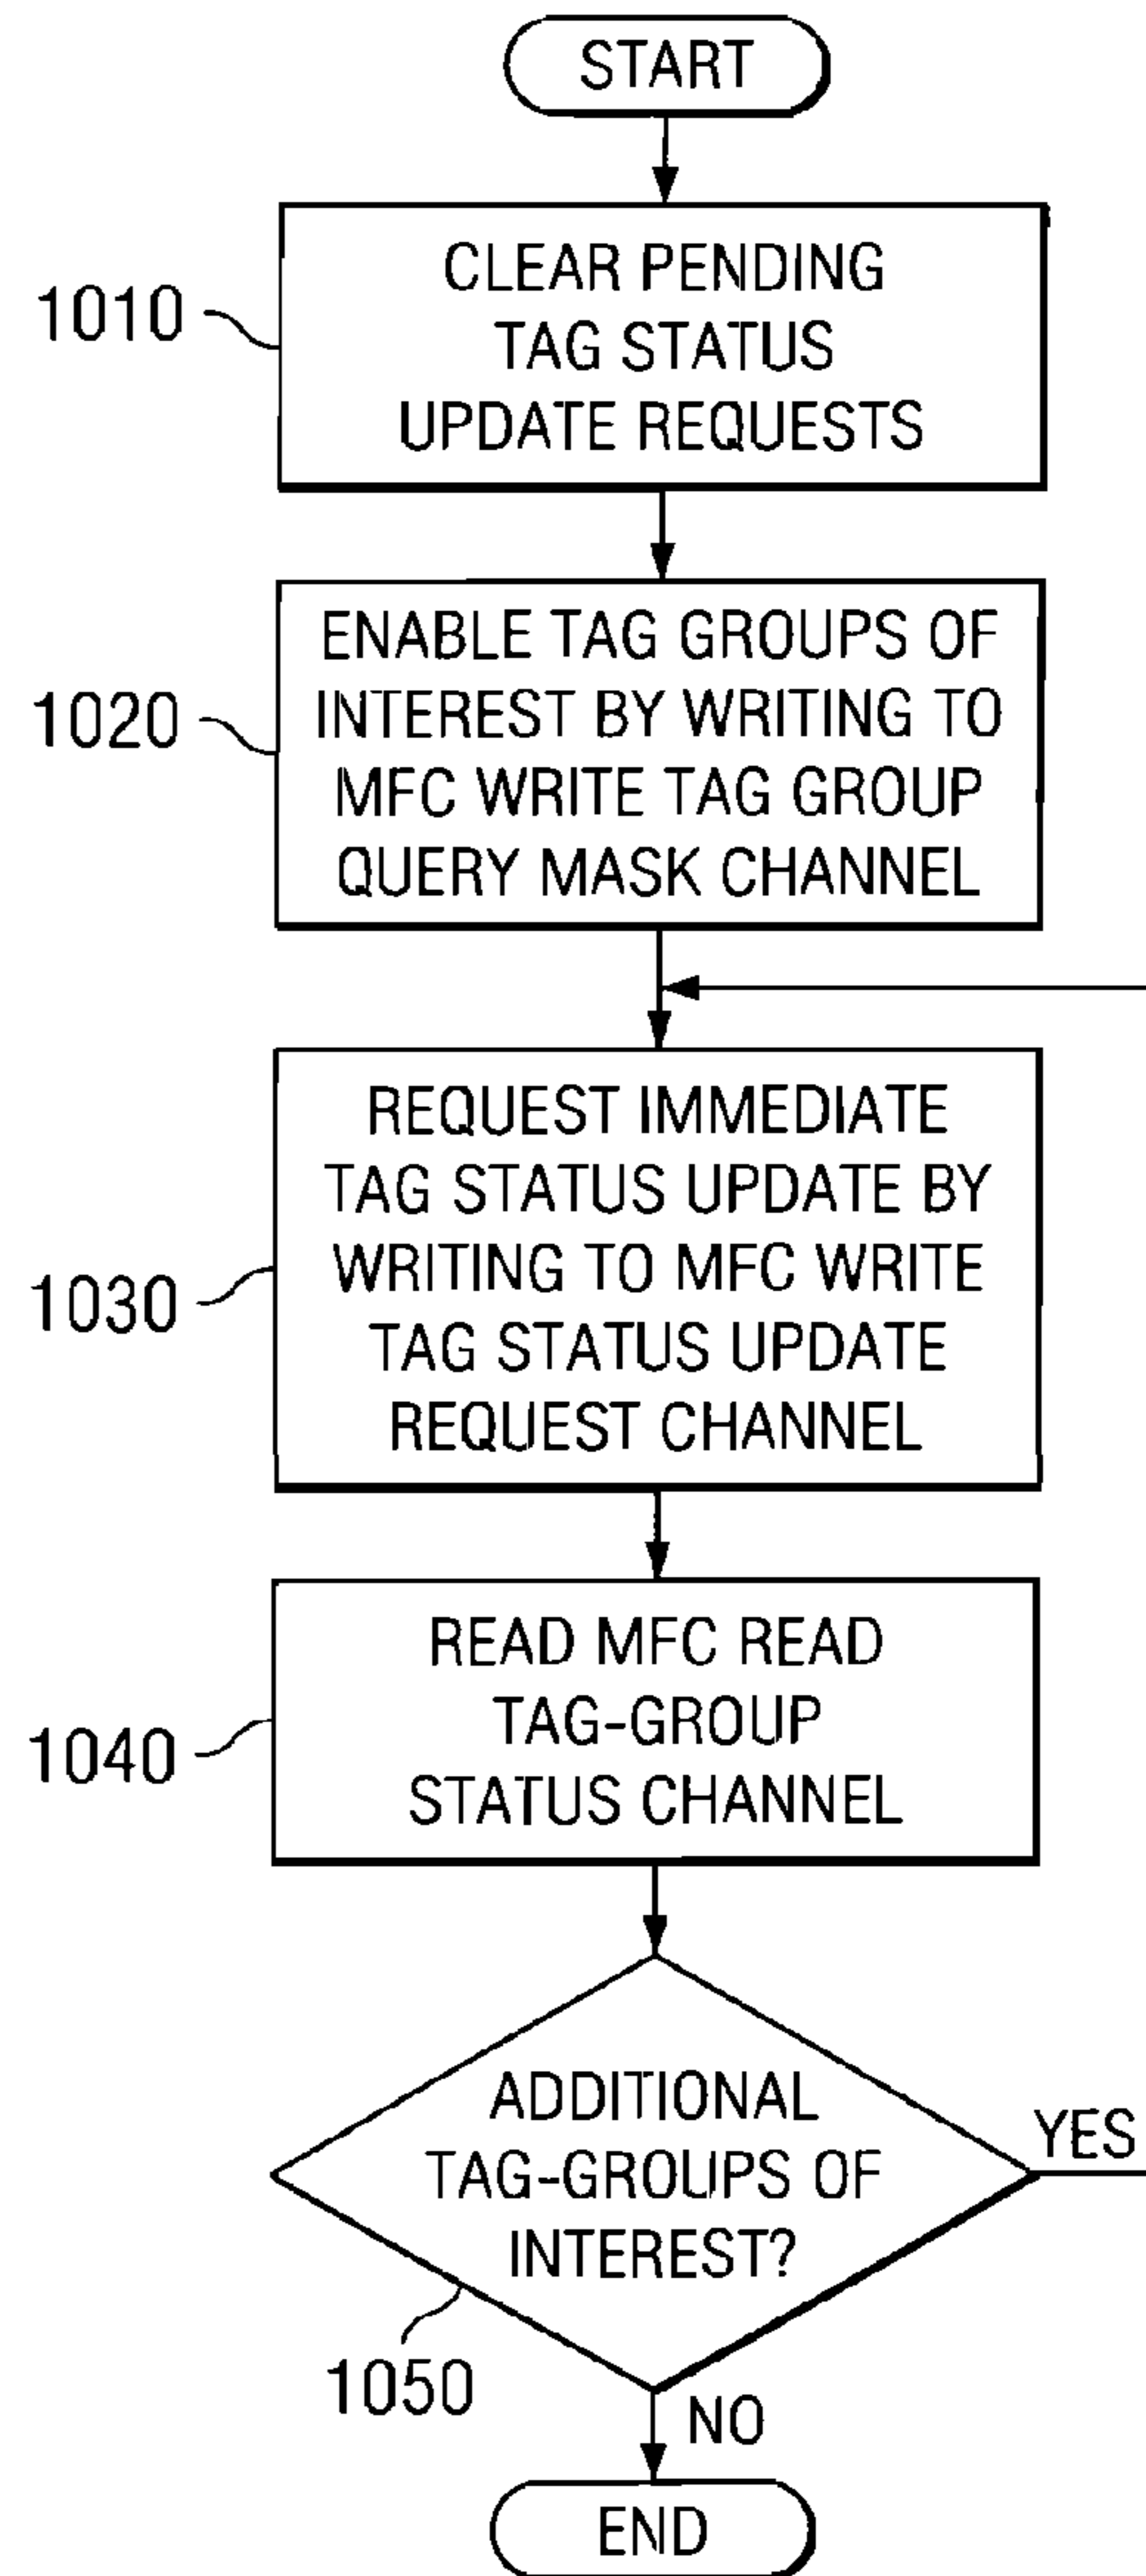 START
1010
CLEAR PENDING
TAG STATUS
UPDATE REQUESTS
1020
ENABLE TAG GROUPS OF
INTEREST BY WRITING TO
MFC WRITE TAG GROUP
QUERY MASK CHANNEL
1030
REQUEST IMMEDIATE
TAG STATUS UPDATE BY
WRITING TO MFC WRITE
TAG STATUS UPDATE
REQUEST CHANNEL
1040
READ MFC READ
TAG-GROUP
STATUS CHANNEL
ADDITIONAL
TAG-GROUPS OF
INTEREST?
YES
1050
NO
END